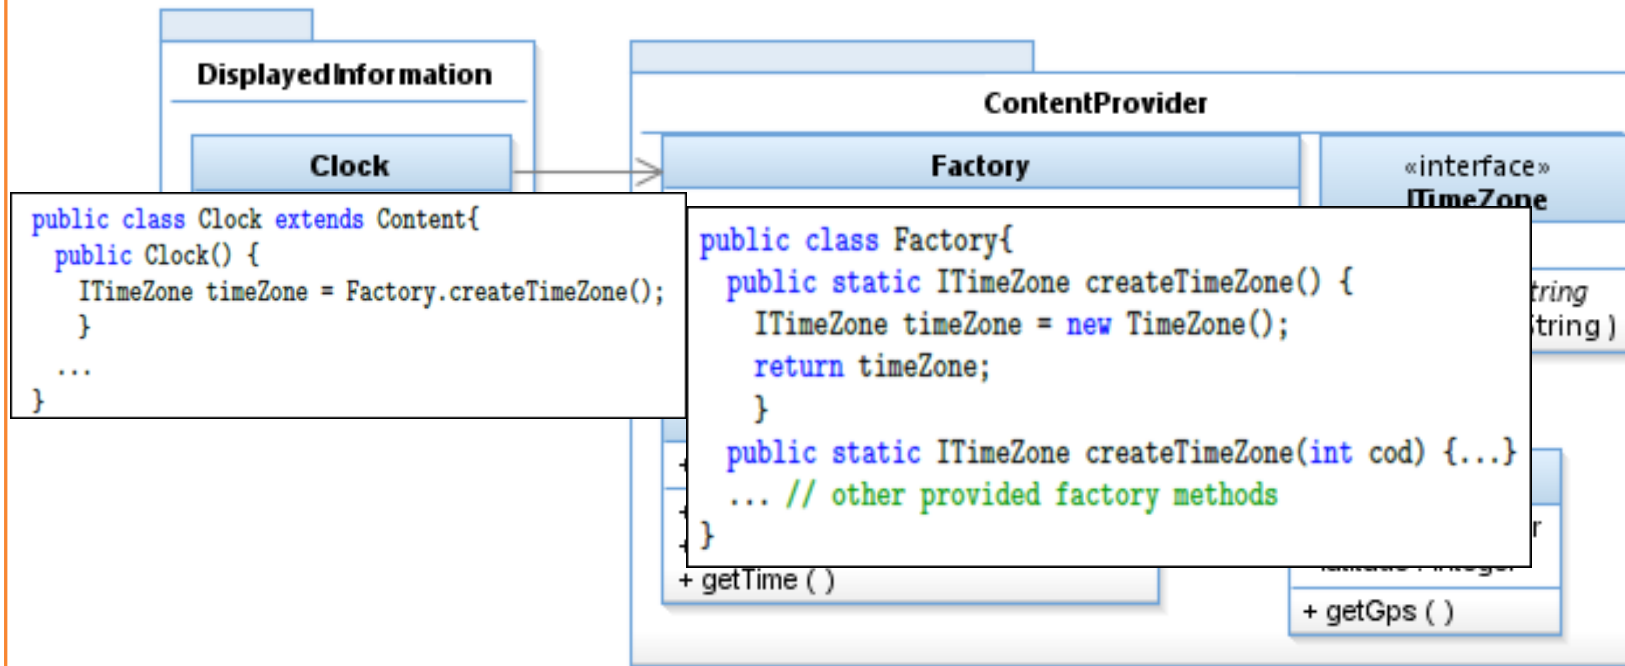 DisplayedInformation
ContentProvider
Clock
Factory
«interface»
ITimeZone
public class Clock extends Content{
public Clock() {
ITimeZone timeZone = Factory.createTimeZone();
}
...
}
public class Factory{
public static ITimeZone createTimeZone() {
ITimeZone timeZone = new TimeZone();
return timeZone;
}
public static ITimeZone createTimeZone(int cod) {...}
... // other provided factory methods
}
tring
String )
+
+
+
+ getTime ( )
r
+ getGps ( )